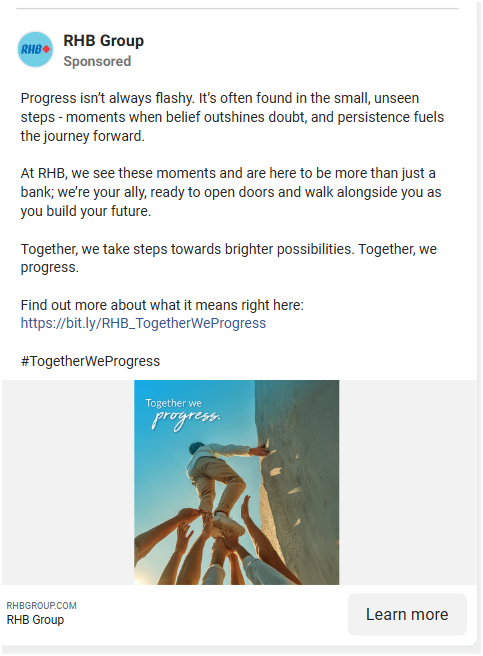 RHB
RHB Group
Sponsored
Progress isn’t always flashy. It’s often found in the small, unseen
steps - moments when belief outshines doubt, and persistence fuels
the journey forward.
At RHB, we see these moments and are here to be more than just a
bank; we’re your ally, ready to open doors and walk alongside you as
you build your future.
Together, we take steps towards brighter possibilities. Together, we
progress.
Find out more about what it means right here:
https://bit.ly/RHB_TogetherWeProgress
#TogetherWeProgress
Together we
progress.
RHBGROUP.COM
RHB Group
Learn more